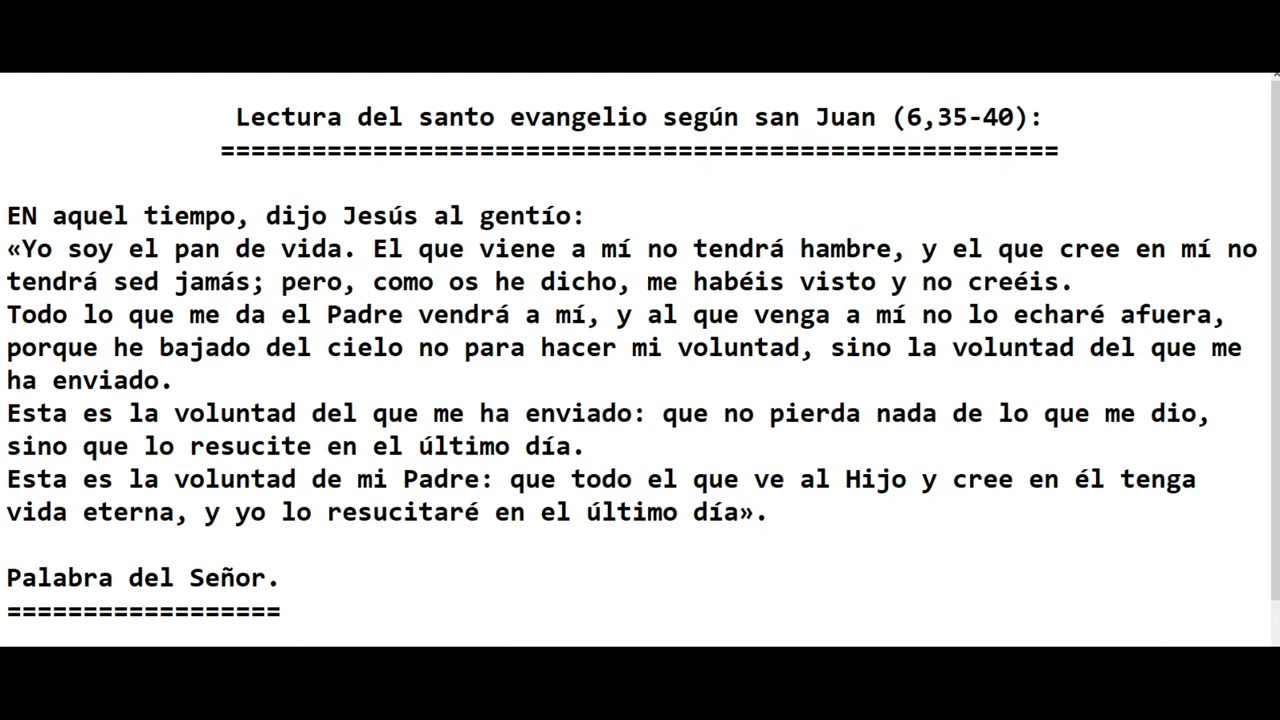 Lectura del santo evangelio según san Juan (6,35-40):
=======================================================
EN aquel tiempo, dijo Jesús al gentío:
«Yo soy el pan de vida. El que viene a mí no tendrá hambre, y el que cree en mí no
tendrá sed jamás; pero, como os he dicho, me habéis visto y no creéis.
Todo lo que me da el Padre vendrá a mí, y al que venga a mí no lo echaré afuera,
porque he bajado del cielo no para hacer mi voluntad, sino la voluntad del que me
ha enviado.
Esta es la voluntad del que me ha enviado: que no pierda nada de lo que me dio,
sino que lo resucite en el último día.
Esta es la voluntad de mi Padre: que todo el que ve al Hijo y cree en él tenga
vida eterna, y yo lo resucitaré en el último día».
Palabra del Señor.
==================